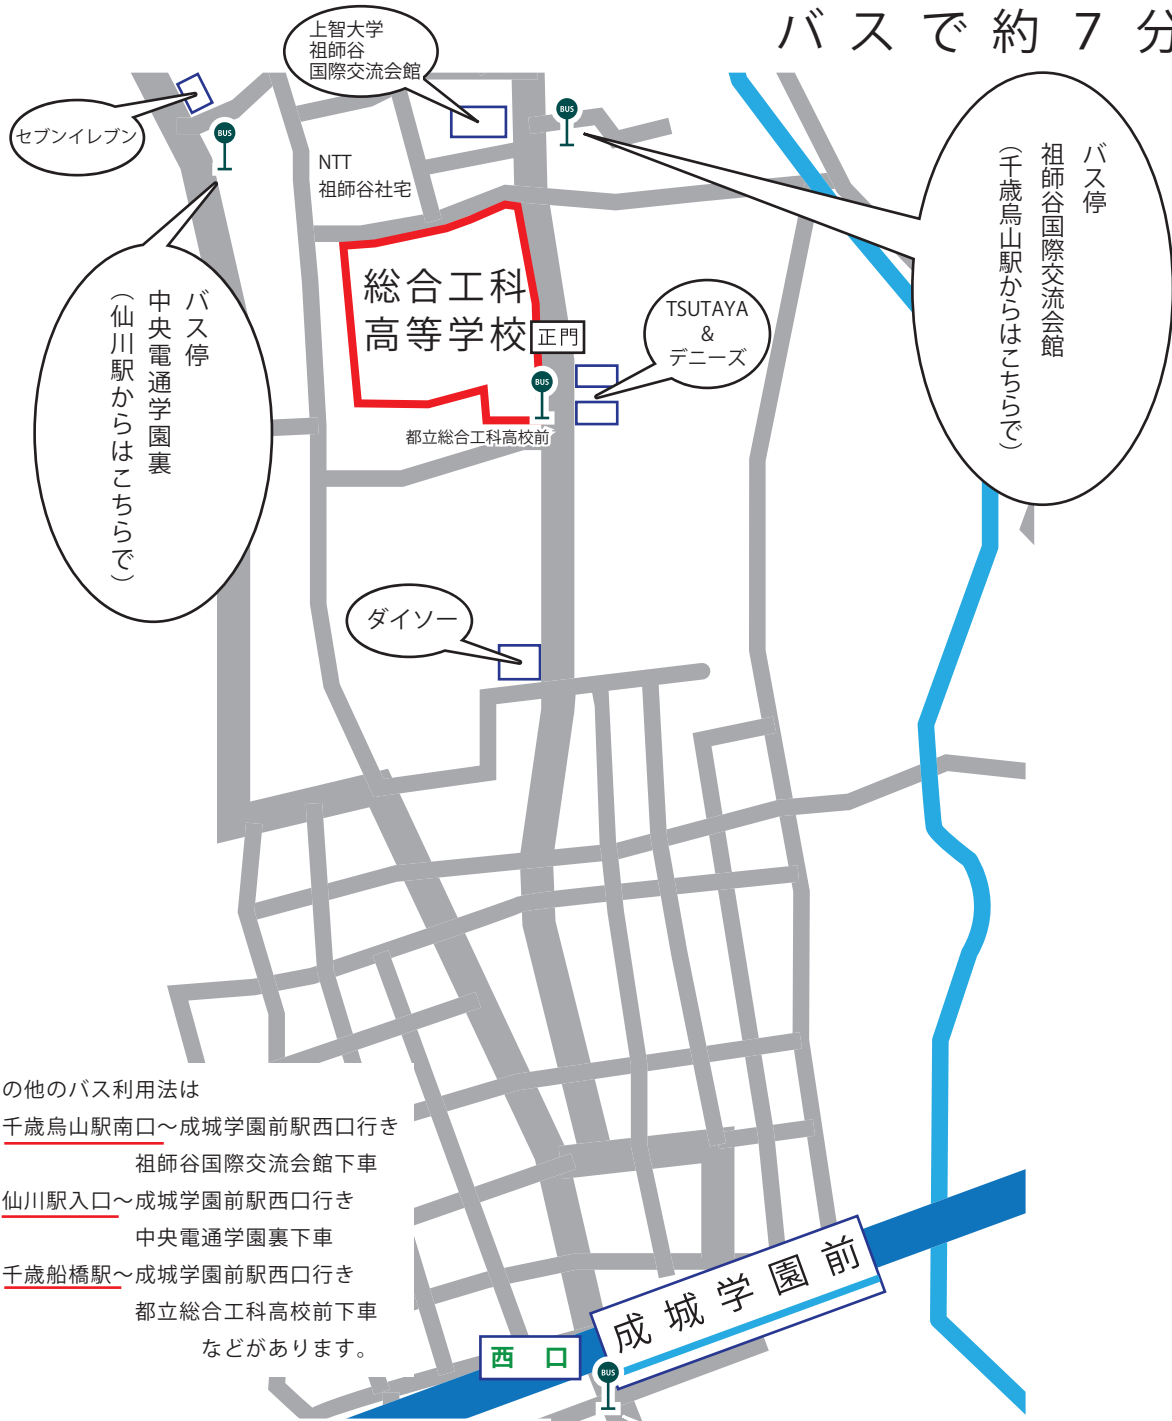 バスで約7分
上智大学
祖師谷
国際交流会館
BUS
セブンイレブン
BUS
NTT
祖師谷社宅
バス停
祖師谷国際交流会館
(千歳烏山駅からはこちらで)
総合工科
高等学校
正門
TSUTAYA
&
デニーズ
バス停
中央電通学園裏
(仙川駅からはこちらで)
BUS
都立総合工科高校前
ダイソー
の他のバス利用法は
千歳烏山駅南口～成城学園前駅西口行き
祖師谷国際交流会館下車
仙川駅入口～成城学園前駅西口行き
中央電通学園裏下車
千歳船橋駅～成城学園前駅西口行き
都立総合工科高校前下車
などがあります。
成城学園前
西口
BUS